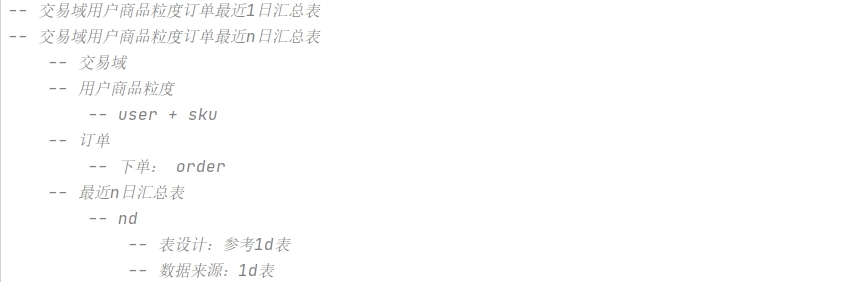 -- 交易域用户商品粒度订单最近1日汇总表
-- 交易域用户商品粒度订单最近n日汇总表
-- 交易域
-- 用户商品粒度
-- user + sku
-- 订单
-- 下单： order
-- 最近n日汇总表
-- nd
-- 表设计：参考1d表
-- 数据来源：1d表